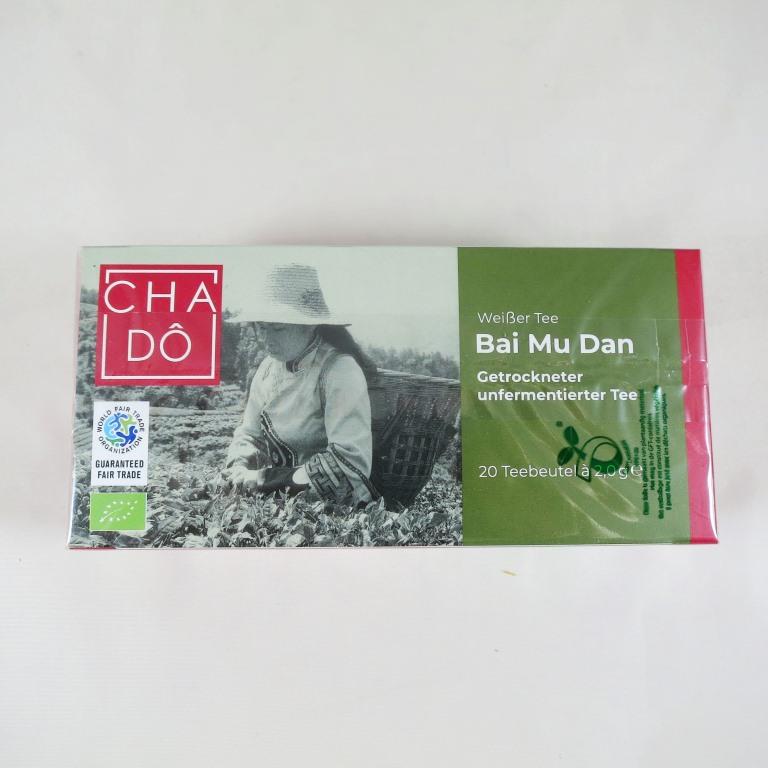 CHA
DÔ
WORLD FAIR TRADE
ORGANIZATION
GUARANTEED
FAIR TRADE
Weißer Tee
Bai Mu Dan
Getrockneter
unfermentierter Tee
20 Teebeutel à 2,0 g e